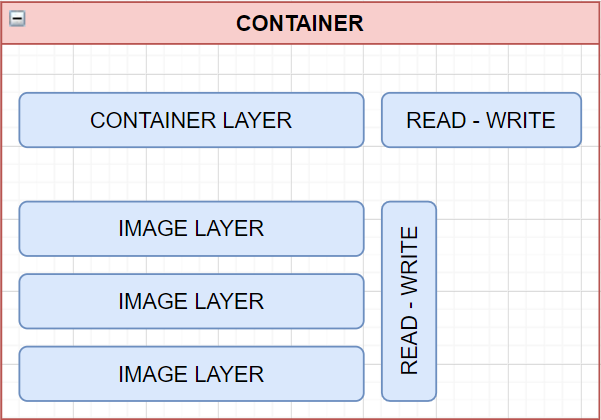 CONTAINER
CONTAINER LAYER
READ - WRITE
IMAGE LAYER
IMAGE LAYER
IMAGE LAYER
READ - WRITE